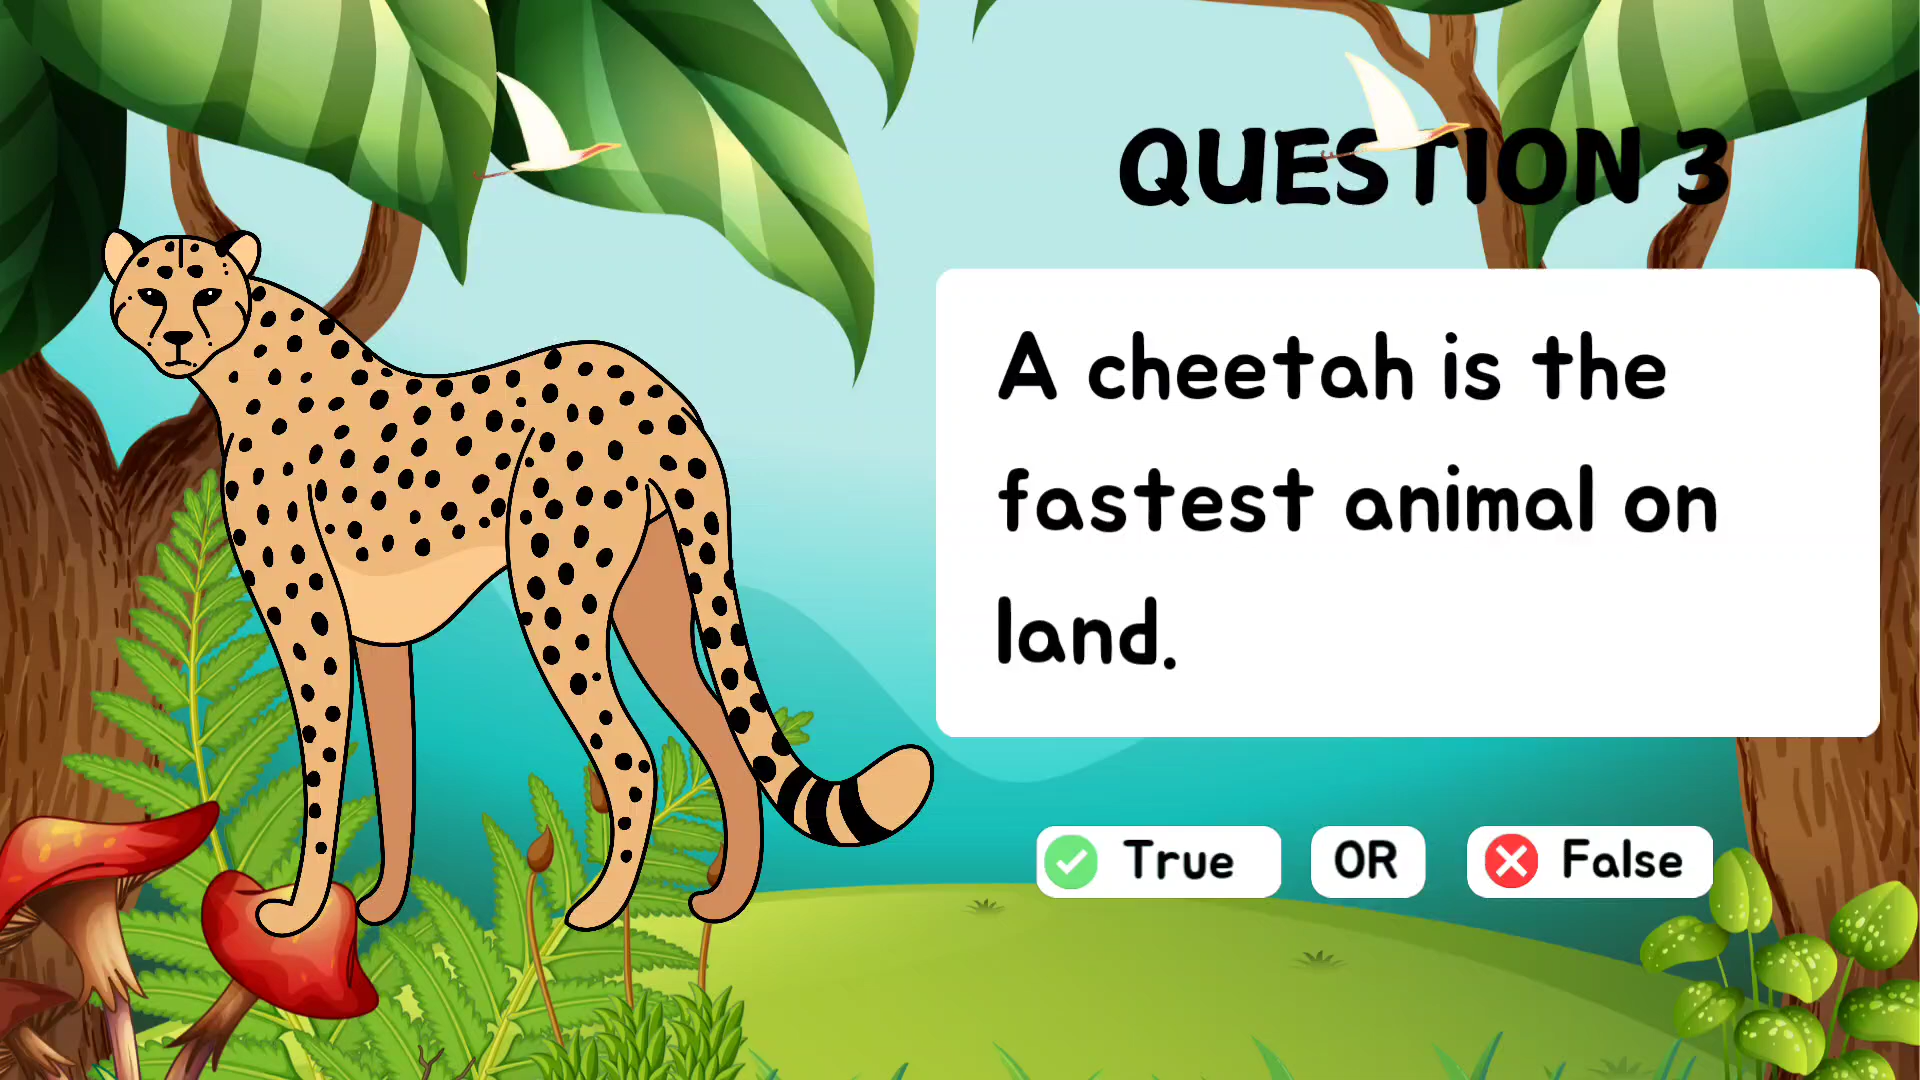 QUESTION 3
A cheetah is the
fastest animal on
land.
True OR False